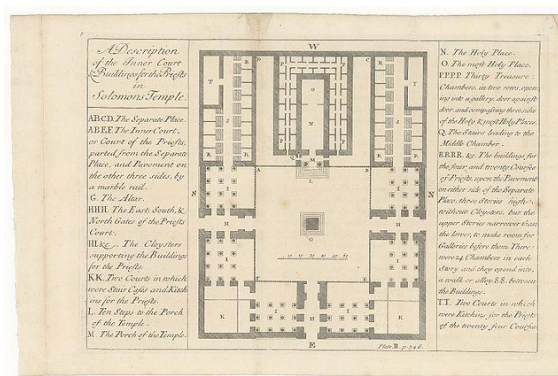 A Description
of the Inner Court
& Buildings for the Priests
in
Solomons Temple.
ABCD. The Separate Place.
ABEF. The Inner Court,
or Court of the Priests,
parted from the Separate
Place, and Pavement on
the other three sides, by
a marble rail.
G. The Altar.
HHH. The East, South, &
North Gates of the Priests
Court.
III. &c. The Cloysters
supporting the Buildings
for the Priests.
KK. Two Courts in which
were Stair Cases and Kitch
ins for the Priests.
L. Ten Steps to the Porch
of the Temple.
M. The Porch of the Temple.
W
S
N
E
Plate II. p. 346.
N. The Holy Place.
O. The most Holy Place.
PPPP. Thirty Treasure
Chambers, in two rows, open
ing into a gallery, door against
door, and compassing three sides
of the Holy & most Holy Places.
Q. The Stairs leading to the
Middle Chamber.
RRRR. &c. The buildings for
the four and twenty Courses
of Priests, upon the Pavement
on either side of the Separate
Place, three Stories high
without Cloysters, but the
upper Stories narrower than
the lower, to make room for
Galleries before them. There
were 24 Chambers in each
Story and they opend into
a walk or alley, S.S. between
the Buildings.
TT. Two Courts in which
were Kitchins for the Priests
of the twenty four Courses.